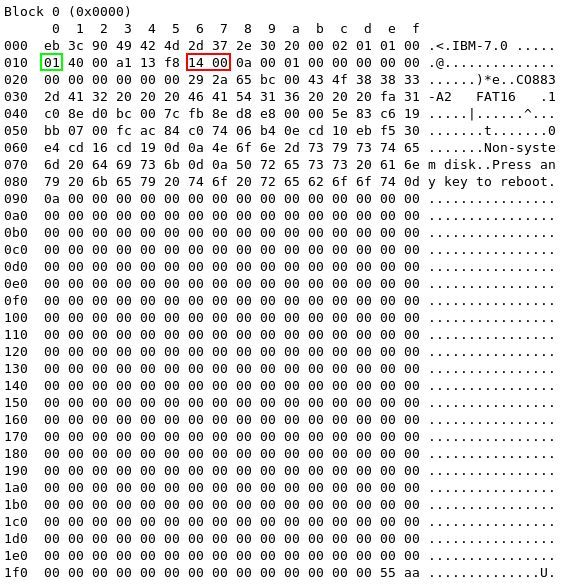 Block 0 (0x0000)
0 1 2 3 4 5 6 7 8 9 a b c d e f
000 eb 3c 90 49 42 4d 2d 37 2e 30 20 00 02 01 01 00 .<.IBM-7.0 .....
010 01 40 00 a1 13 f8 14 00 0a 00 01 00 00 00 00 00 .@..............
020 00 00 00 00 00 00 29 2a 65 bc 00 43 4f 38 38 33 ......)*e..CO883
030 2d 41 32 20 20 20 46 41 54 31 36 20 20 20 fa 31 -A2   FAT16   .1
040 c0 8e d0 bc 00 7c fb 8e d8 e8 00 00 5e 83 c6 19 .....|......^...
050 bb 07 00 fc ac 84 c0 74 06 b4 0e cd 10 eb f5 30 .......t.......0
060 e4 cd 16 cd 19 0d 0a 4e 6f 6e 2d 73 79 73 74 65 .......Non-syste
070 6d 20 64 69 73 6b 0d 0a 50 72 65 73 73 20 61 6e m disk..Press an
080 79 20 6b 65 79 20 74 6f 20 72 65 62 6f 6f 74 0d y key to reboot.
090 0a 00 00 00 00 00 00 00 00 00 00 00 00 00 00 00 ................
0a0 00 00 00 00 00 00 00 00 00 00 00 00 00 00 00 00 ................
0b0 00 00 00 00 00 00 00 00 00 00 00 00 00 00 00 00 ................
0c0 00 00 00 00 00 00 00 00 00 00 00 00 00 00 00 00 ................
0d0 00 00 00 00 00 00 00 00 00 00 00 00 00 00 00 00 ................
0e0 00 00 00 00 00 00 00 00 00 00 00 00 00 00 00 00 ................
0f0 00 00 00 00 00 00 00 00 00 00 00 00 00 00 00 00 ................
100 00 00 00 00 00 00 00 00 00 00 00 00 00 00 00 00 ................
110 00 00 00 00 00 00 00 00 00 00 00 00 00 00 00 00 ................
120 00 00 00 00 00 00 00 00 00 00 00 00 00 00 00 00 ................
130 00 00 00 00 00 00 00 00 00 00 00 00 00 00 00 00 ................
140 00 00 00 00 00 00 00 00 00 00 00 00 00 00 00 00 ................
150 00 00 00 00 00 00 00 00 00 00 00 00 00 00 00 00 ................
160 00 00 00 00 00 00 00 00 00 00 00 00 00 00 00 00 ................
170 00 00 00 00 00 00 00 00 00 00 00 00 00 00 00 00 ................
180 00 00 00 00 00 00 00 00 00 00 00 00 00 00 00 00 ................
190 00 00 00 00 00 00 00 00 00 00 00 00 00 00 00 00 ................
1a0 00 00 00 00 00 00 00 00 00 00 00 00 00 00 00 00 ................
1b0 00 00 00 00 00 00 00 00 00 00 00 00 00 00 00 00 ................
1c0 00 00 00 00 00 00 00 00 00 00 00 00 00 00 00 00 ................
1d0 00 00 00 00 00 00 00 00 00 00 00 00 00 00 00 00 ................
1e0 00 00 00 00 00 00 00 00 00 00 00 00 00 00 00 00 ................
1f0 00 00 00 00 00 00 00 00 00 00 00 00 00 00 55 aa ..............U.